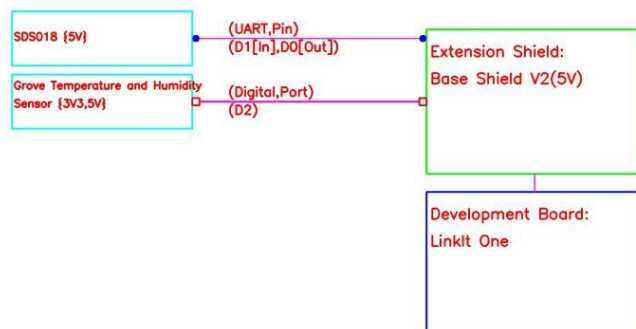 SDS018 {5V}
(UART,Pin)
(D1[In],D0[Out])
Grove Temperature and Humidity
Sensor {3V3,5V}
(Digital,Port)
(D2)
Extension Shield:
Base Shield V2(5V)
Development Board:
LinkIt One